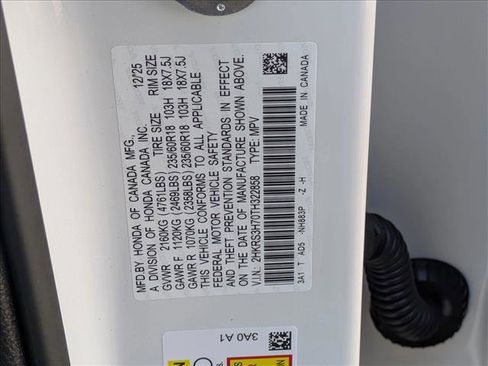 MFD.BY HONDA OF CANADA MFG., 12/25
A DIVISION OF HONDA CANADA INC.
TIRE SIZE RIM SIZE
GVWR 2160KG (4761LBS)
GAWR F 1120KG (2469LBS) 235/60R18 103H 18X7.5J
GAWR R 1070KG (2358LBS) 235/60R18 103H 18X7.5J
THIS VEHICLE CONFORMS TO ALL APPLICABLE
FEDERAL MOTOR VEHICLE SAFETY
AND THEFT PREVENTION STANDARDS IN EFFECT
ON THE DATE OF MANUFACTURE SHOWN ABOVE.
V.I.N.: 2HKRS3H70TH322858 TYPE: MPV
MADE IN CANADA
3A1 T AD5 -NH883P -Z -H
3A0 A1